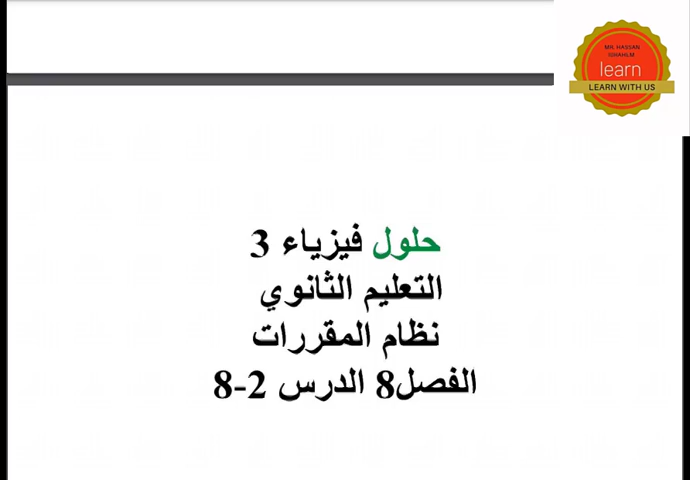 MR. HASSAN
learn
LEARN WITH US
حلول فيزياء 3
التعليم الثانوي
نظام المقررات
الفصل8 الدرس 2-8